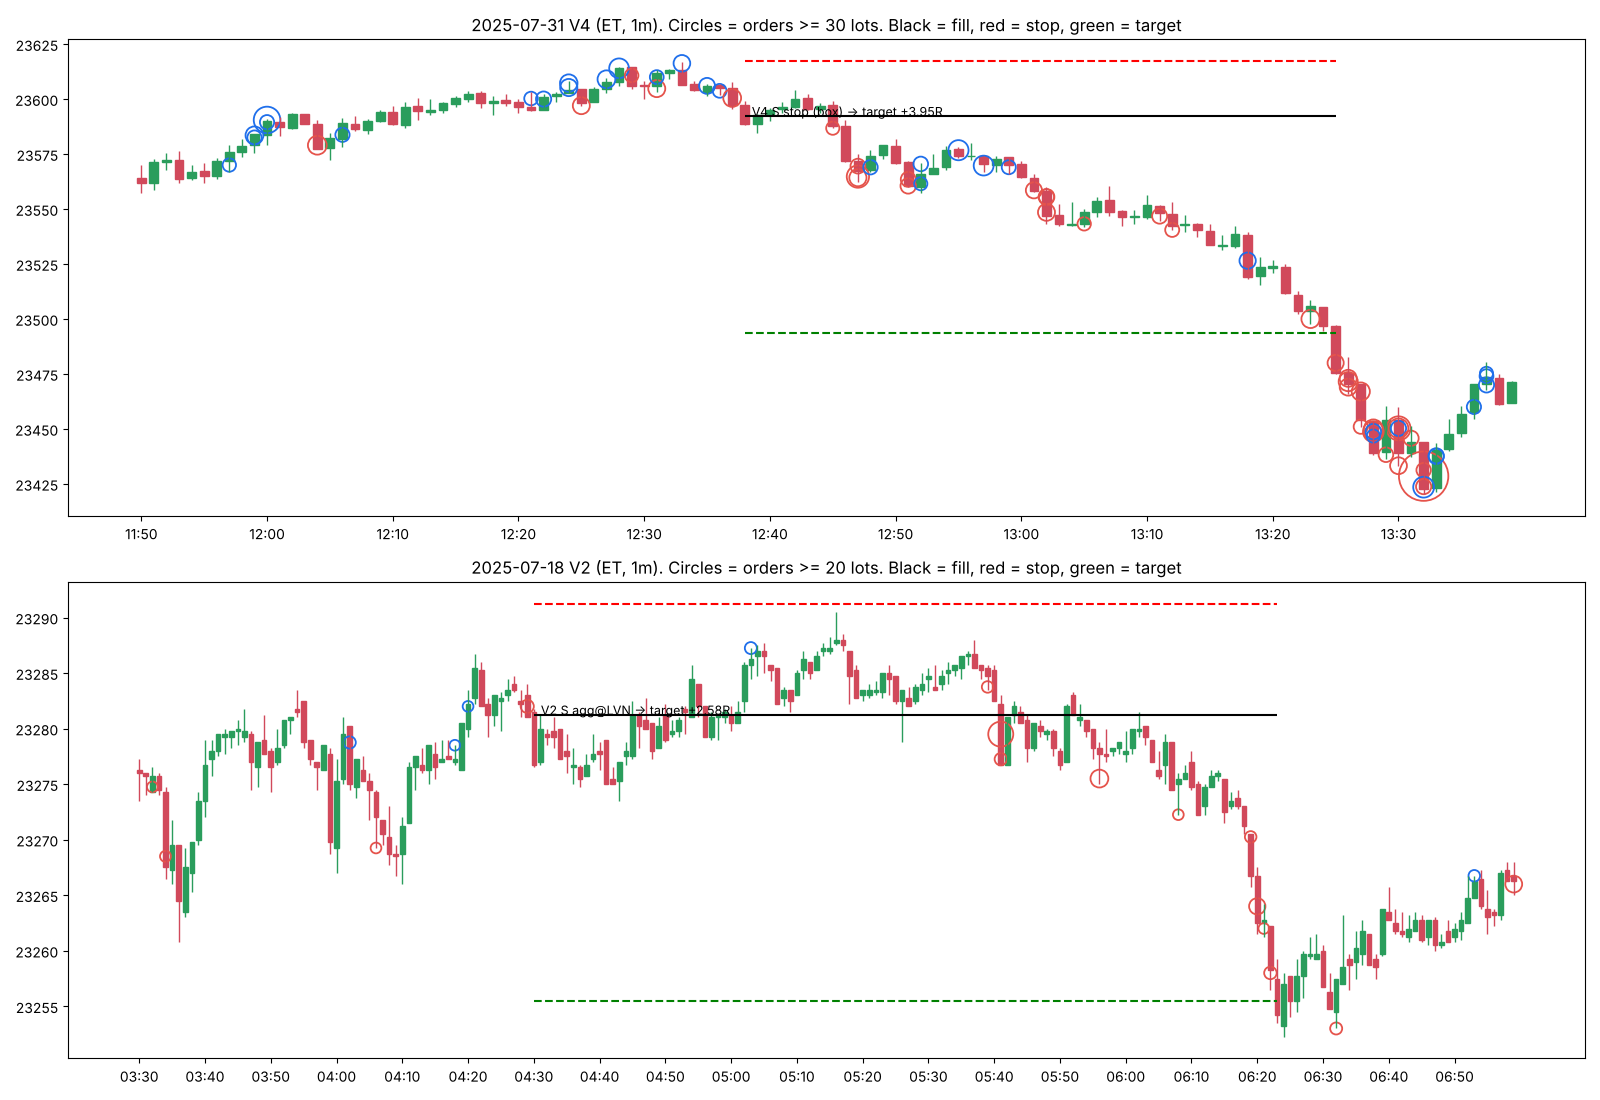 2025-07-31 V4 (ET, 1m). Circles = orders >= 30 lots. Black = fill, red = stop, green = target
23625
23600
23575
23550
23525
23500
23475
23450
23425
V4 S stop (box) → target +3.95R
11:50 12:00 12:10 12:20 12:30 12:40 12:50 13:00 13:10 13:20 13:30
2025-07-18 V2 (ET, 1m). Circles = orders >= 20 lots. Black = fill, red = stop, green = target
23290
23285
23280
23275
23270
23265
23260
23255
V2 S agg@LVN → target +2.58R
03:30 03:40 03:50 04:00 04:10 04:20 04:30 04:40 04:50 05:00 05:10 05:20 05:30 05:40 05:50 06:00 06:10 06:20 06:30 06:40 06:50